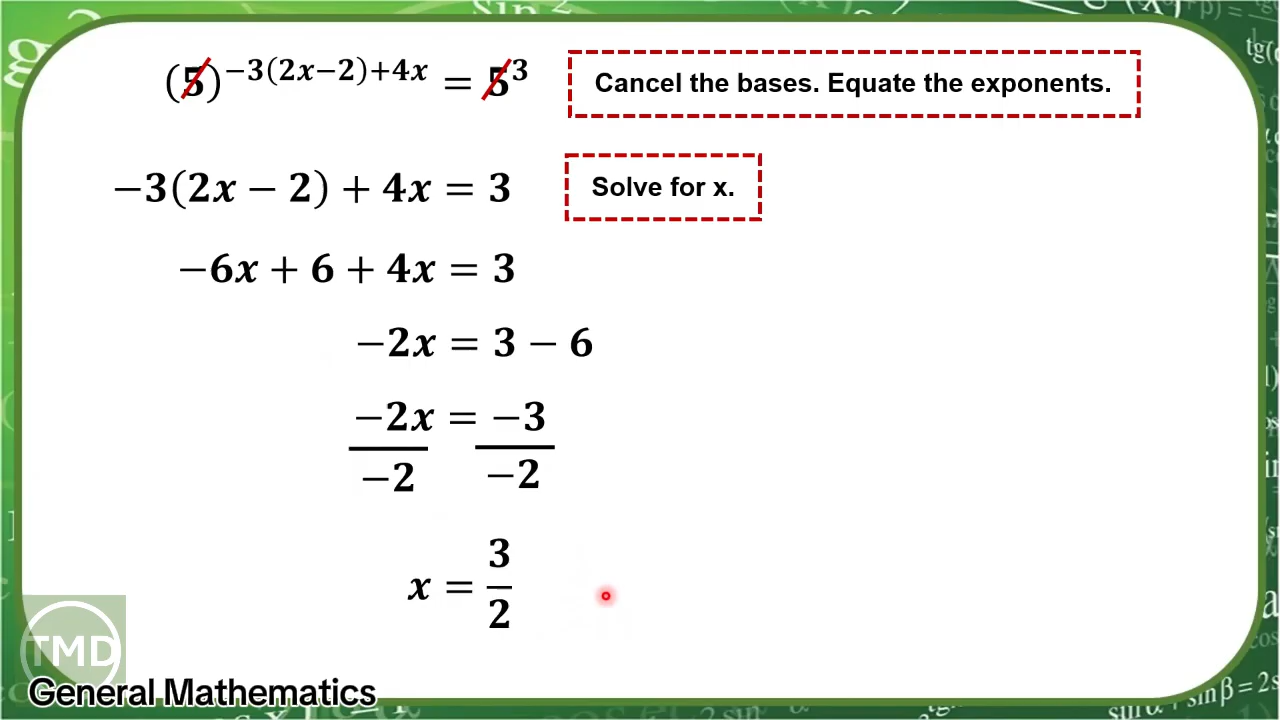 (5)^{-3(2x-2)+4x} = 5^3 Cancel the bases. Equate the exponents.
-3(2x - 2) + 4x = 3 Solve for x.
-6x + 6 + 4x = 3
-2x = 3 - 6
-2x = -3
-2 -2
x = 3/2
TMD
General Mathematics